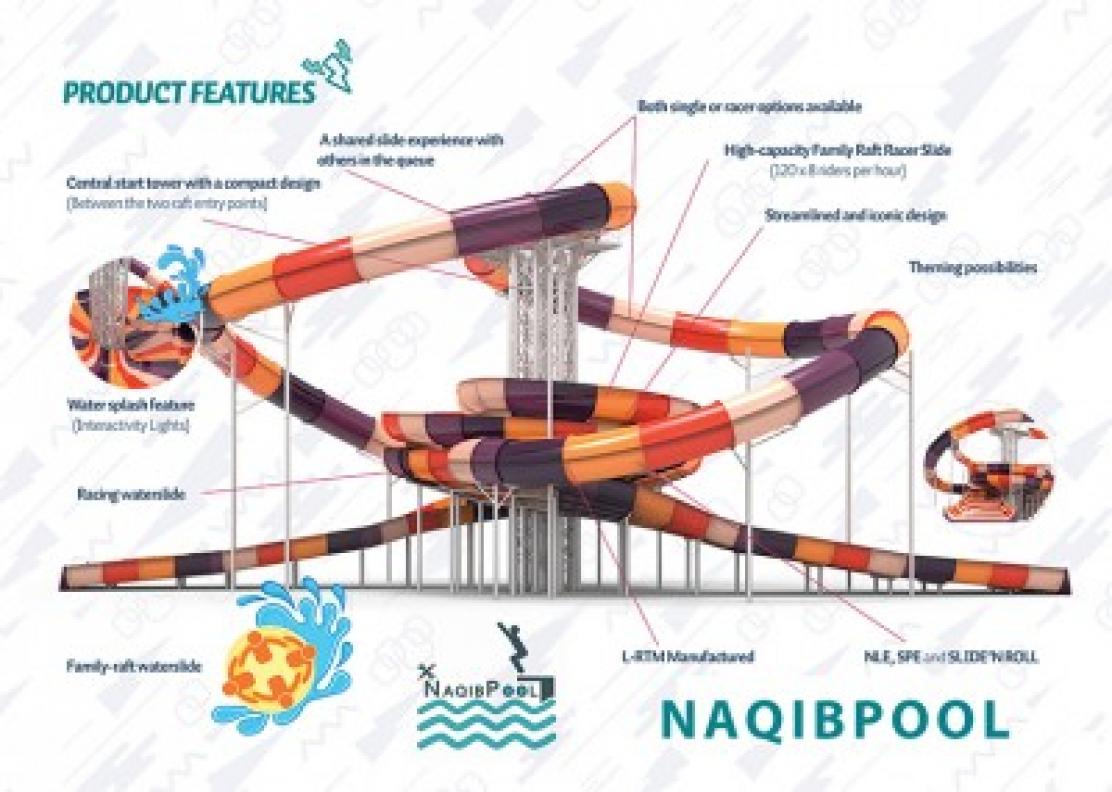 PRODUCT FEATURES
Both single or racer options available
A shared slide experience with
others in the queue
High-capacity Family Raft Racer Slide
(120 x 8 riders per hour)
Central start tower with a compact design
(Between the two raft entry points)
Streamlined and iconic design
Theming possibilities
Water splash feature
(Interactivity Lights)
Racing waterslide
Family-raft waterslide
L-RTM Manufactured
NLE, SPE and SLIDE'N'ROLL
NAQIBPOOL
NAQIBPOOL